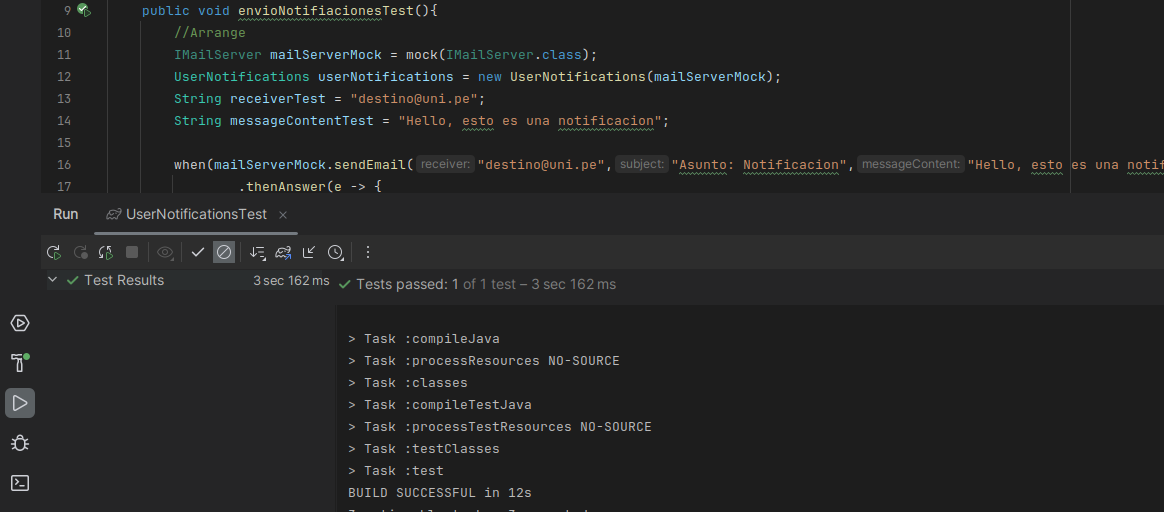 9 public void envioNotifiacionesTest(){
10 //Arrange
11 IMailServer mailServerMock = mock(IMailServer.class);
12 UserNotifications userNotifications = new UserNotifications(mailServerMock);
13 String receiverTest = "destino@uni.pe";
14 String messageContentTest = "Hello, esto es una notificacion";
15
16 when(mailServerMock.sendEmail( receiver: "destino@uni.pe", subject: "Asunto: Notificacion", messageContent: "Hello, esto es una notif
17 .thenAnswer(e -> {
Run UserNotificationsTest
Test Results 3 sec 162 ms
Tests passed: 1 of 1 test – 3 sec 162 ms
> Task :compileJava
> Task :processResources NO-SOURCE
> Task :classes
> Task :compileTestJava
> Task :processTestResources NO-SOURCE
> Task :testClasses
> Task :test
BUILD SUCCESSFUL in 12s